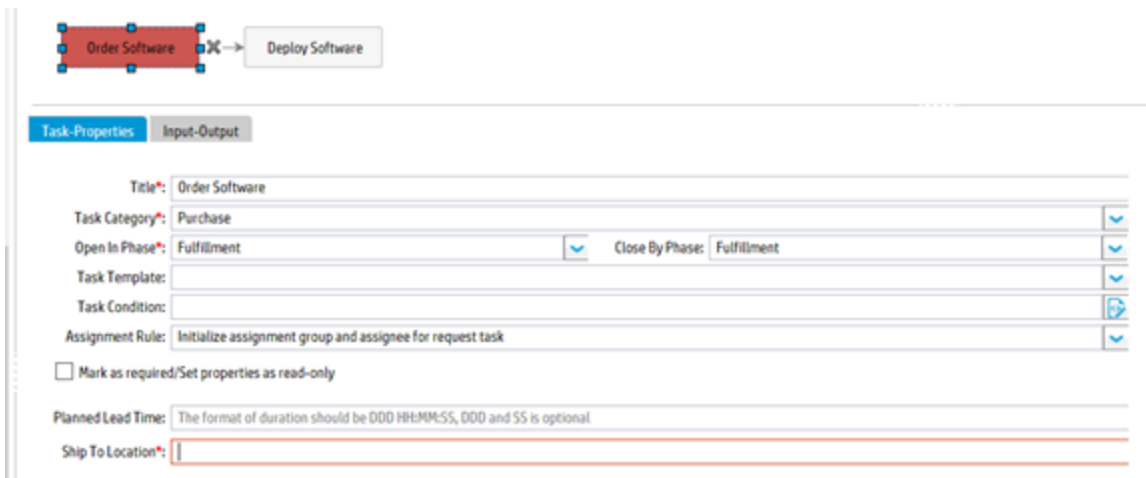 Order Software Deploy Software
Task-Properties Input-Output
Title*: Order Software
Task Category*: Purchase
Open In Phase*: Fulfillment Close By Phase: Fulfillment
Task Template:
Task Condition:
Assignment Rule: Initialize assignment group and assignee for request task
Mark as required/Set properties as read-only
Planned Lead Time: The format of duration should be DDD HH:MM:SS, DDD and SS is optional
Ship To Location*: